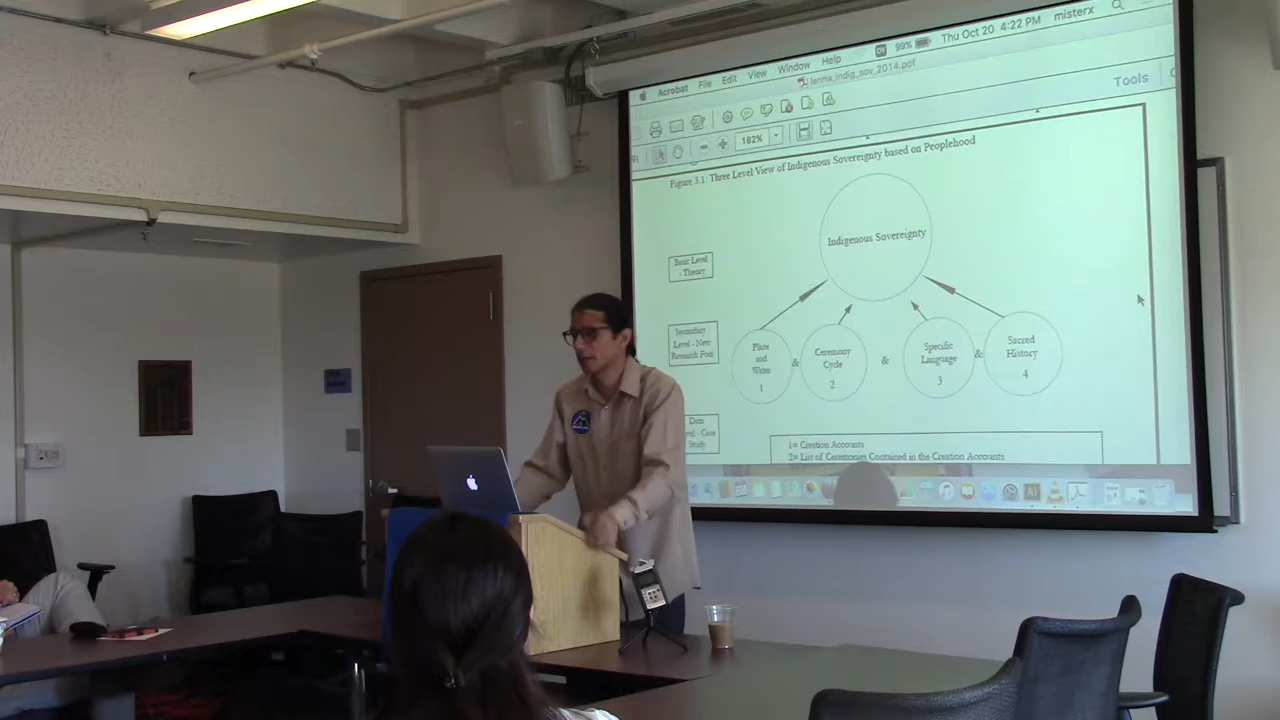 Acrobat File Edit View Window Help 99% Thu Oct 20 4:22 PM misterx
lerma_indig_sov_2014.pdf
Tools
182%
Figure 3.1: Three Level View of Indigenous Sovereignty based on Peoplehood
Indigenous Sovereignty
Basic Level
- Theory
Secondary
Level - New
Research Foci
Place
and
Water
1
&
Ceremony
Cycle
2
&
Specific
Language
3
&
Sacred
History
4
Data
Level - Case
Study
1= Creation Accounts
2= List of Ceremonies Contained in the Creation Accounts